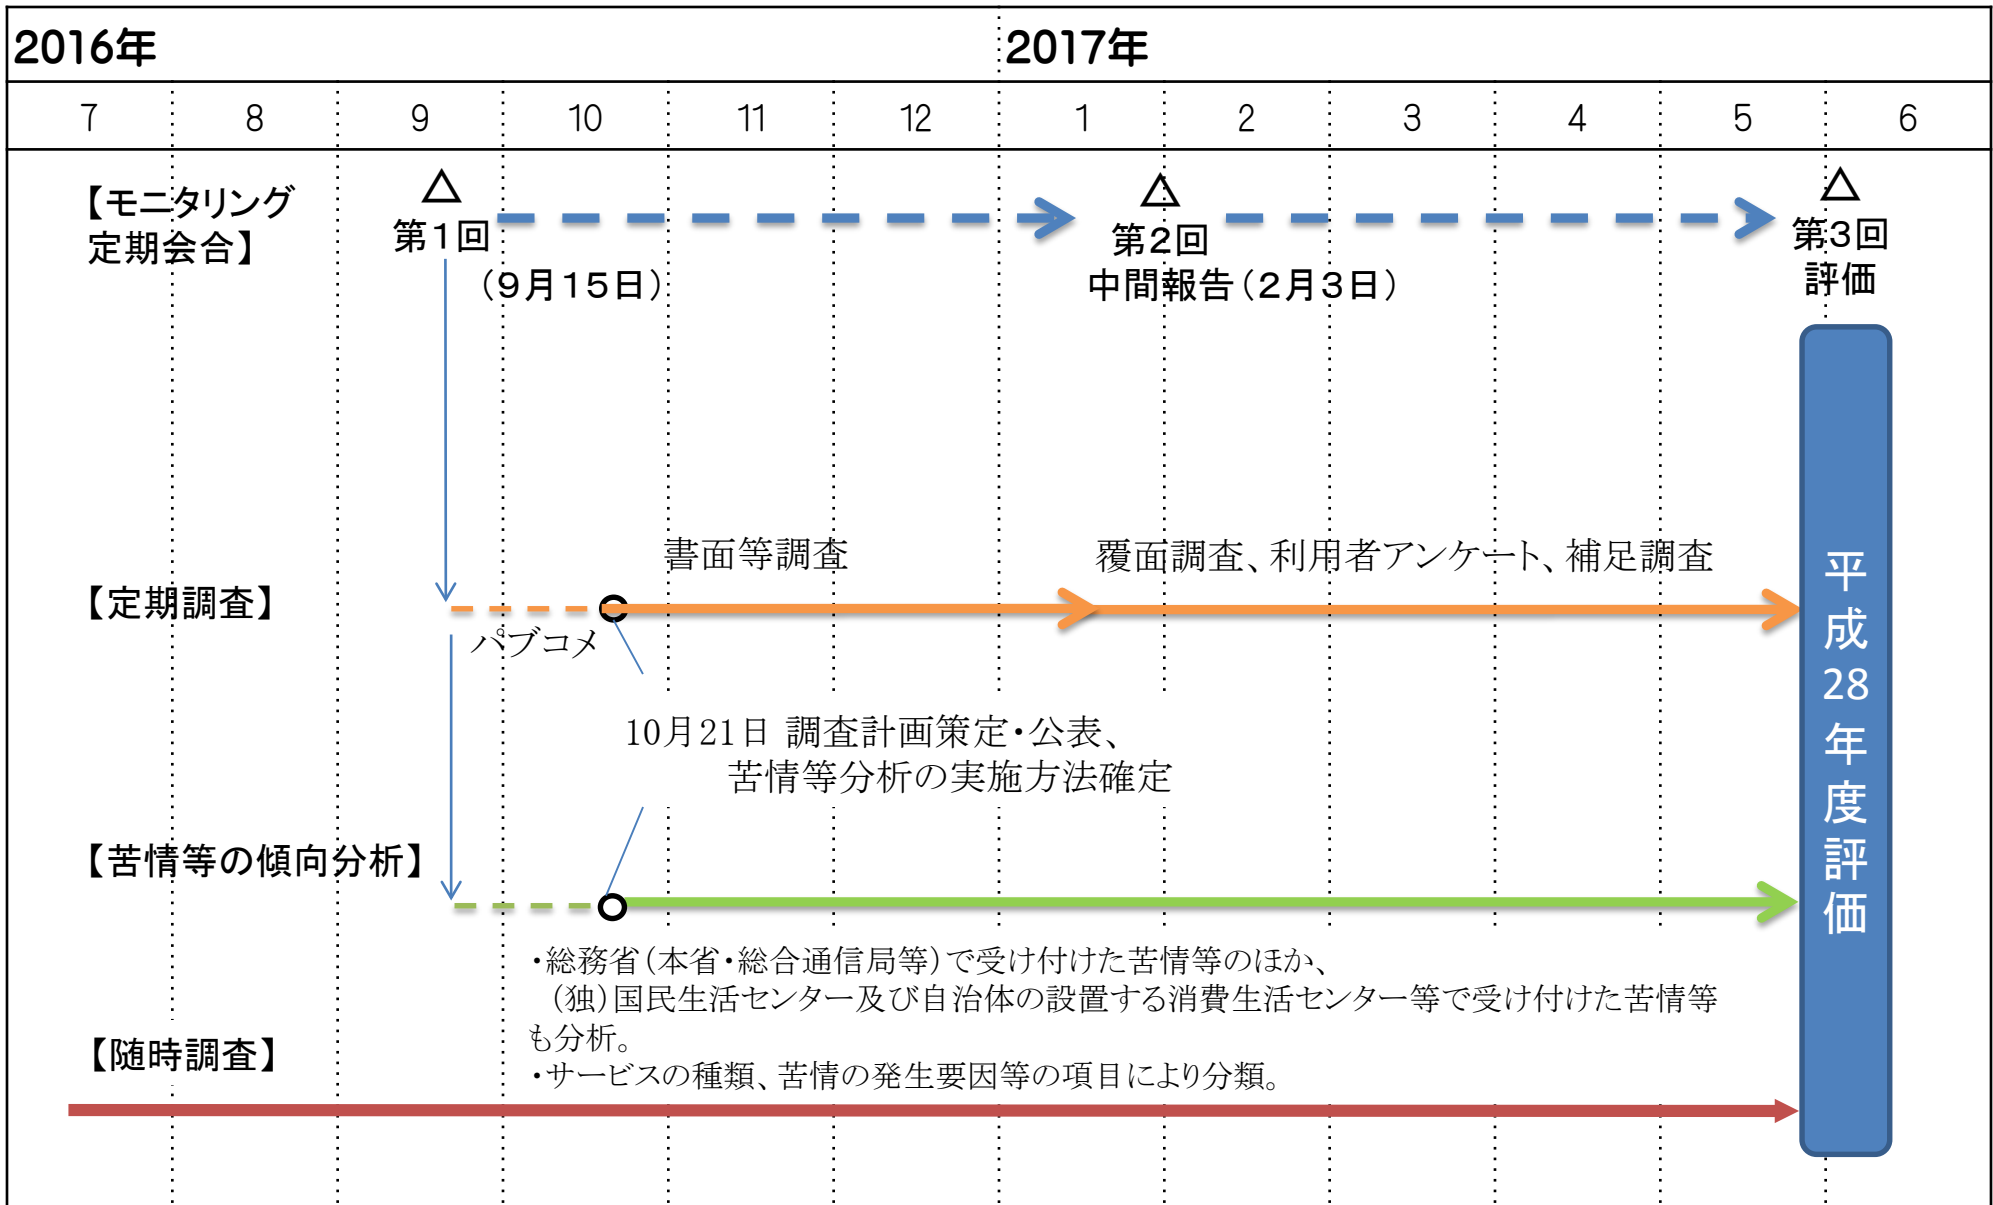 2016年
2017年
7 8 9 10 11 12 1 2 3 4 5 6
【モニタリング
定期会合】
△
第1回
(9月15日)
△
第2回
中間報告(2月3日)
△
第3回
評価
書面等調査
覆面調査、利用者アンケート、補足調査
【定期調査】
パブコメ
10月21日 調査計画策定・公表、
苦情等分析の実施方法確定
【苦情等の傾向分析】
・総務省(本省・総合通信局等)で受け付けた苦情等のほか、
(独)国民生活センター及び自治体の設置する消費生活センター等で受け付けた苦情等
も分析。
・サービスの種類、苦情の発生要因等の項目により分類。
【随時調査】
平成28年度評価